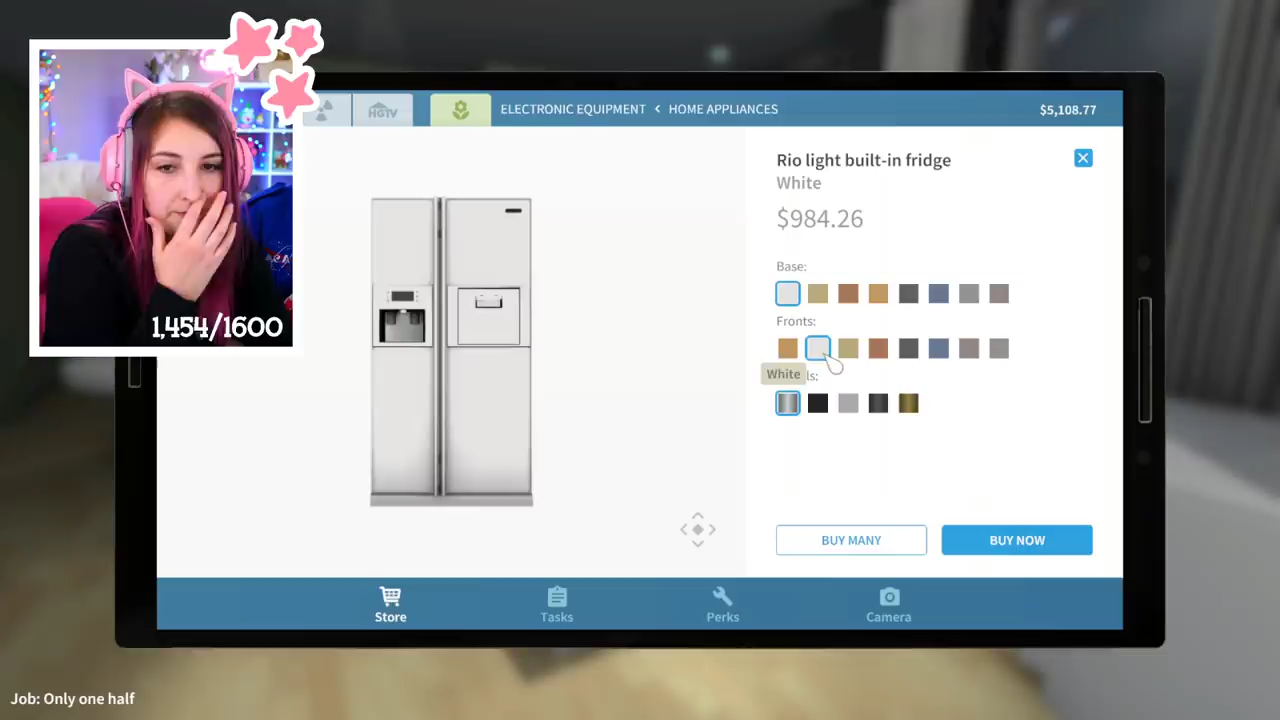 1,454/1600
HGTV
ELECTRONIC EQUIPMENT < HOME APPLIANCES
$5,108.77
Rio light built-in fridge
White
$984.26
Base:
Fronts:
White
ls:
BUY MANY
BUY NOW
Store
Tasks
Perks
Camera
Job: Only one half